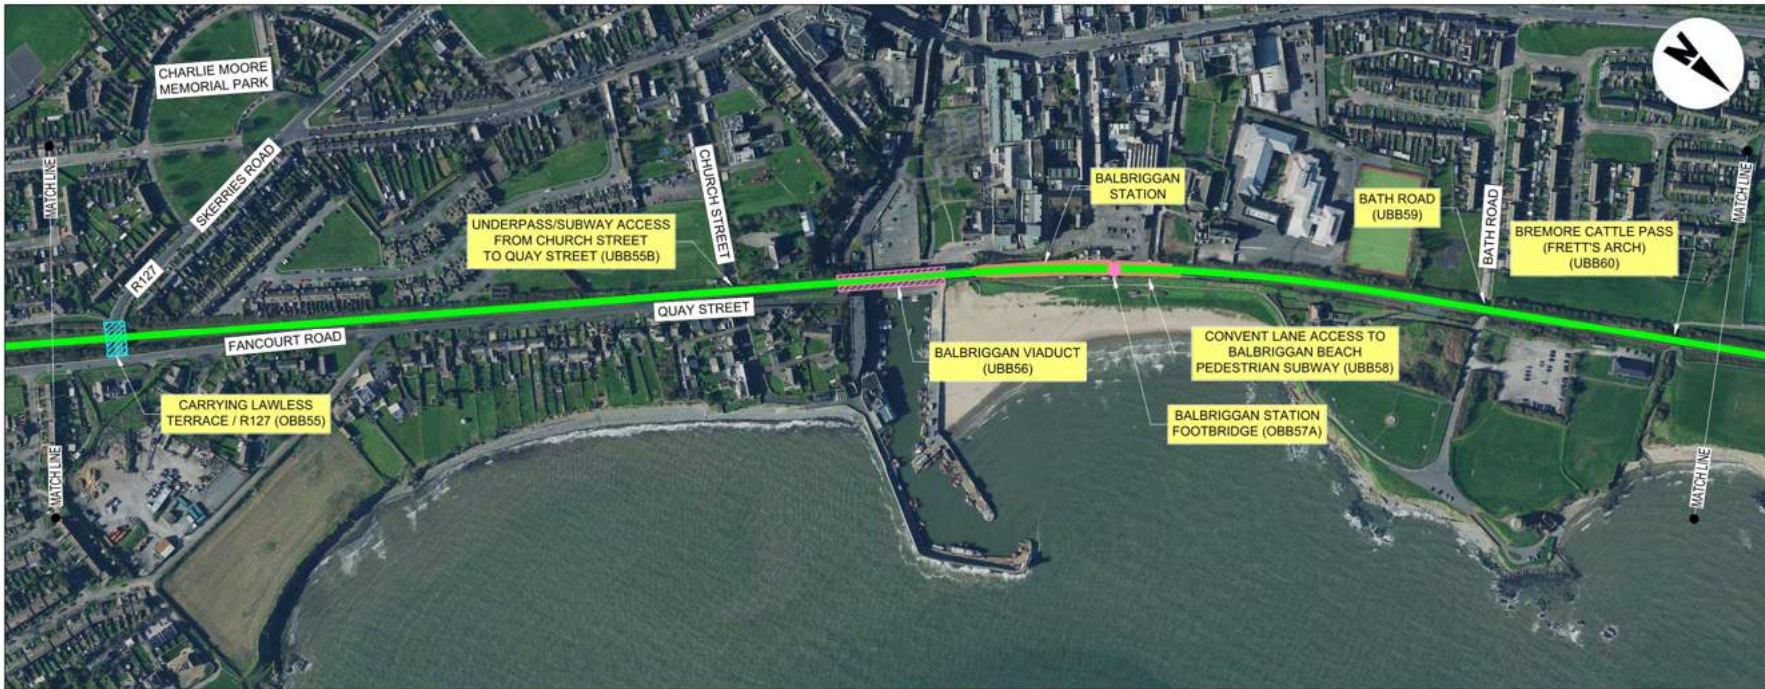 CHARLIE MOORE
MEMORIAL PARK
N
MATCH LINE
SKERRIES ROAD
R127
UNDERPASS/SUBWAY ACCESS
FROM CHURCH STREET
TO QUAY STREET (UBB55B)
CHURCH STREET
BALBRIGGAN
STATION
BATH ROAD
(UBB59)
BATH ROAD
BREMORE CATTLE PASS
(FRETT'S ARCH)
(UBB60)
MATCH LINE
FANCOURT ROAD
QUAY STREET
BALBRIGGAN VIADUCT
(UBB56)
CONVENT LANE ACCESS TO
BALBRIGGAN BEACH
PEDESTRIAN SUBWAY (UBB58)
CARRYING LAWLESS
TERRACE / R127 (OBB55)
BALBRIGGAN STATION
FOOTBRIDGE (OBB57A)
MATCH LINE
MATCH LINE